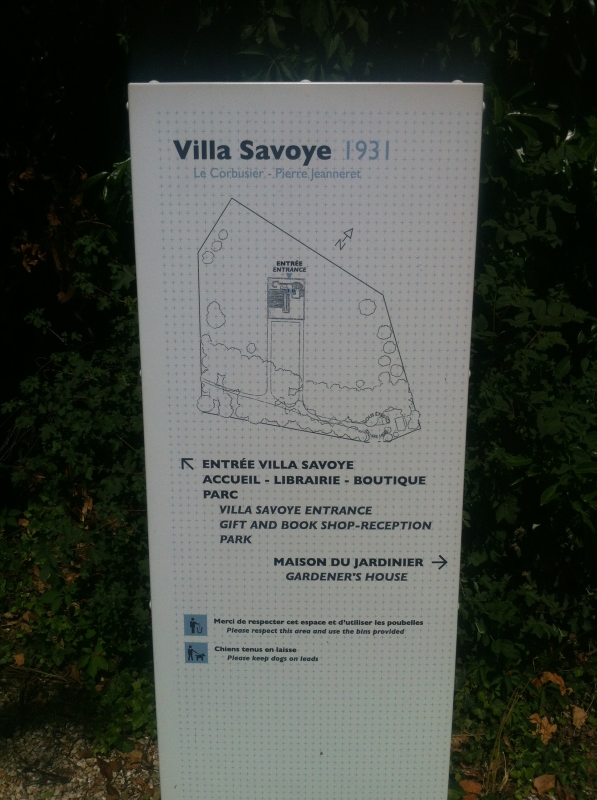 Villa Savoye 1931
Le Corbusier - Pierre Jeanneret
N
ENTRÉE
ENTRANCE
ENTRÉE VILLA SAVOYE
ACCUEIL - LIBRAIRIE - BOUTIQUE
PARC
VILLA SAVOYE ENTRANCE
GIFT AND BOOK SHOP-RECEPTION
PARK
MAISON DU JARDINIER
GARDENER'S HOUSE
Merci de respecter cet espace et d'utiliser les poubelles
Please respect this area and use the bins provided
Chiens tenus en laisse
Please keep dogs on leads